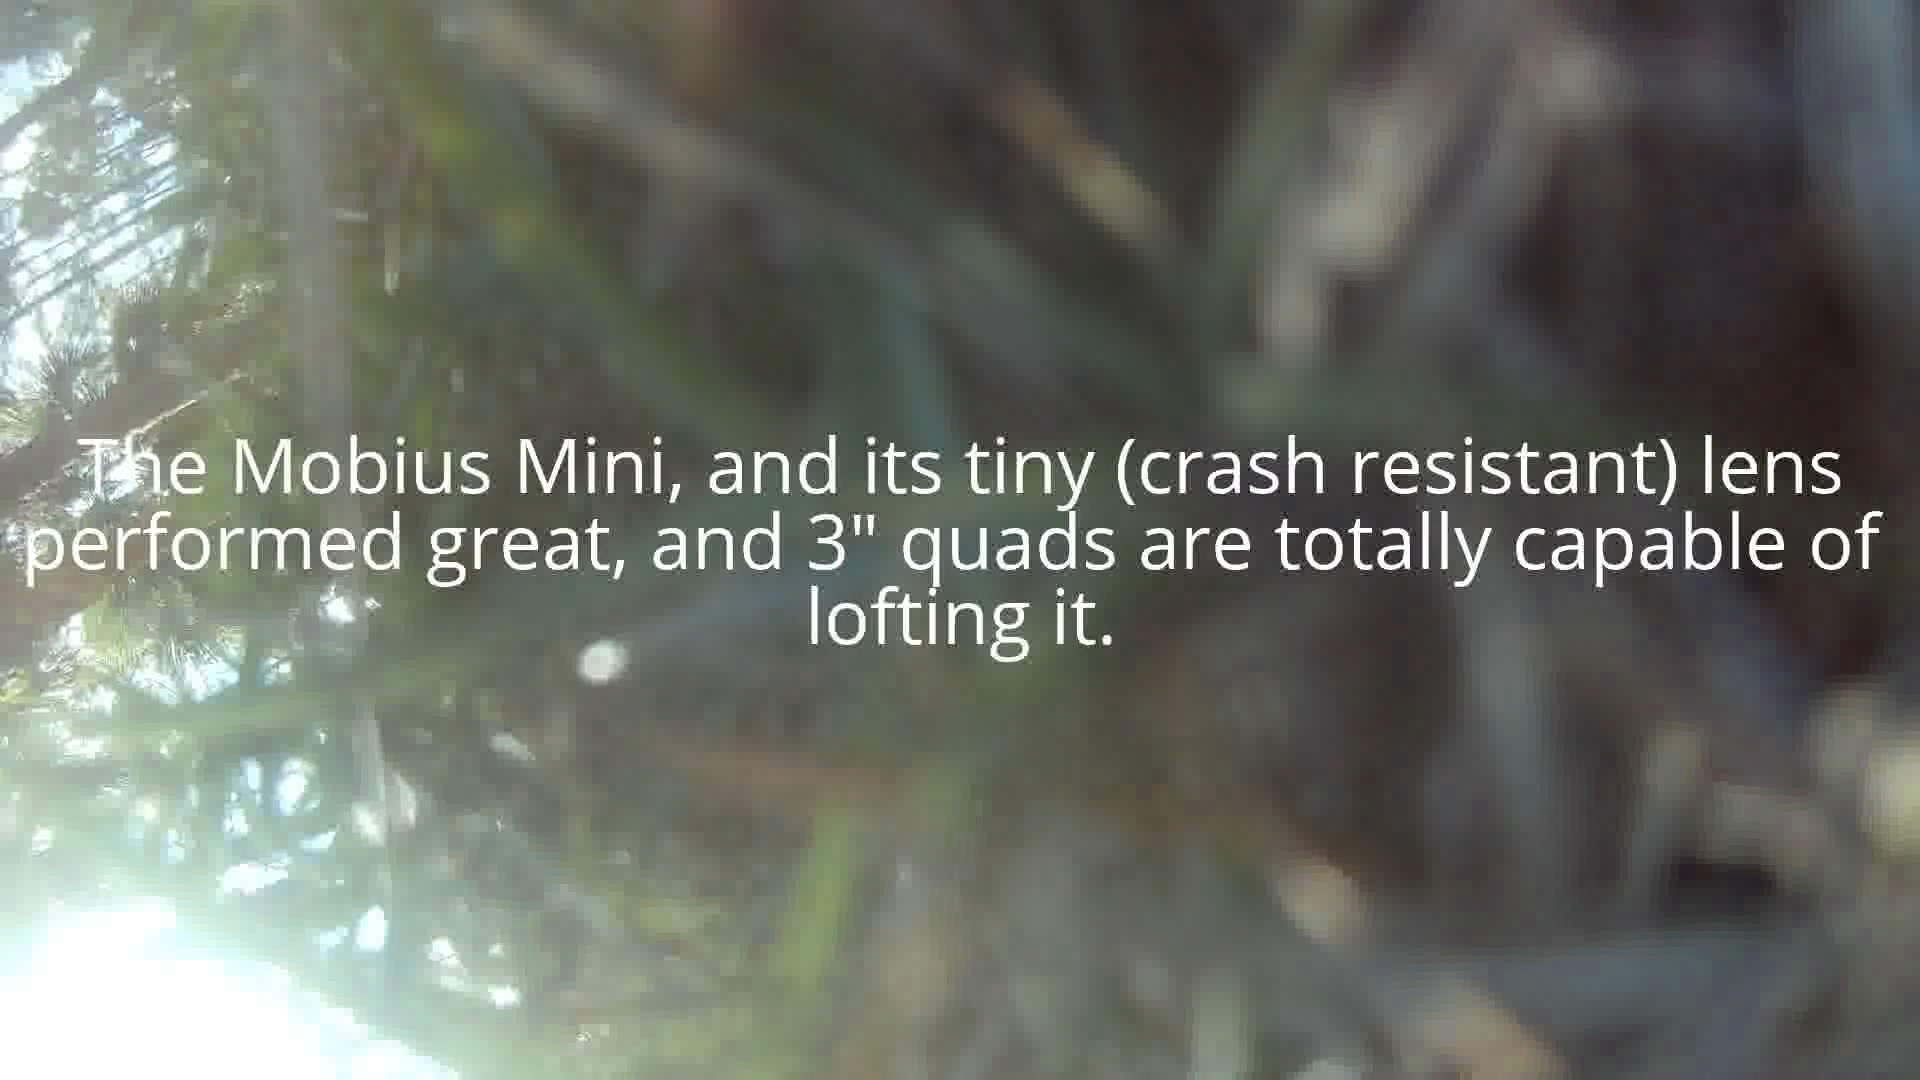 The Mobius Mini, and its tiny (crash resistant) lens
performed great, and 3" quads are totally capable of
lofting it.